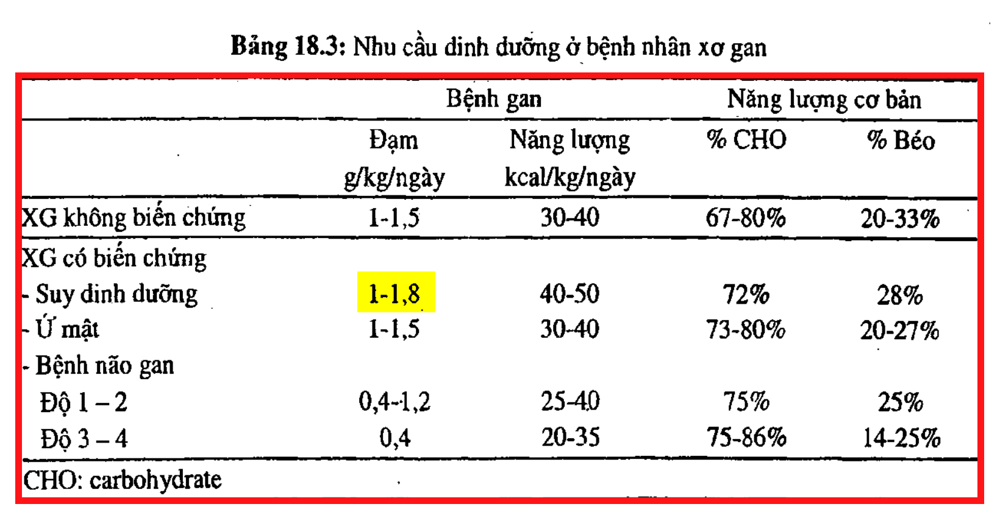 Bảng 18.3: Nhu cầu dinh dưỡng ở bệnh nhân xơ gan
Bệnh gan Năng lượng cơ bản
Đạm Năng lượng % CHO % Béo
g/kg/ngày kcal/kg/ngày
XG không biến chứng 1-1,5 30-40 67-80% 20-33%
XG có biến chứng
- Suy dinh dưỡng 1-1,8 40-50 72% 28%
- Ứ mật 1-1,5 30-40 73-80% 20-27%
- Bệnh não gan
Độ 1 – 2 0,4-1,2 25-40 75% 25%
Độ 3 – 4 0,4 20-35 75-86% 14-25%
CHO: carbohydrate